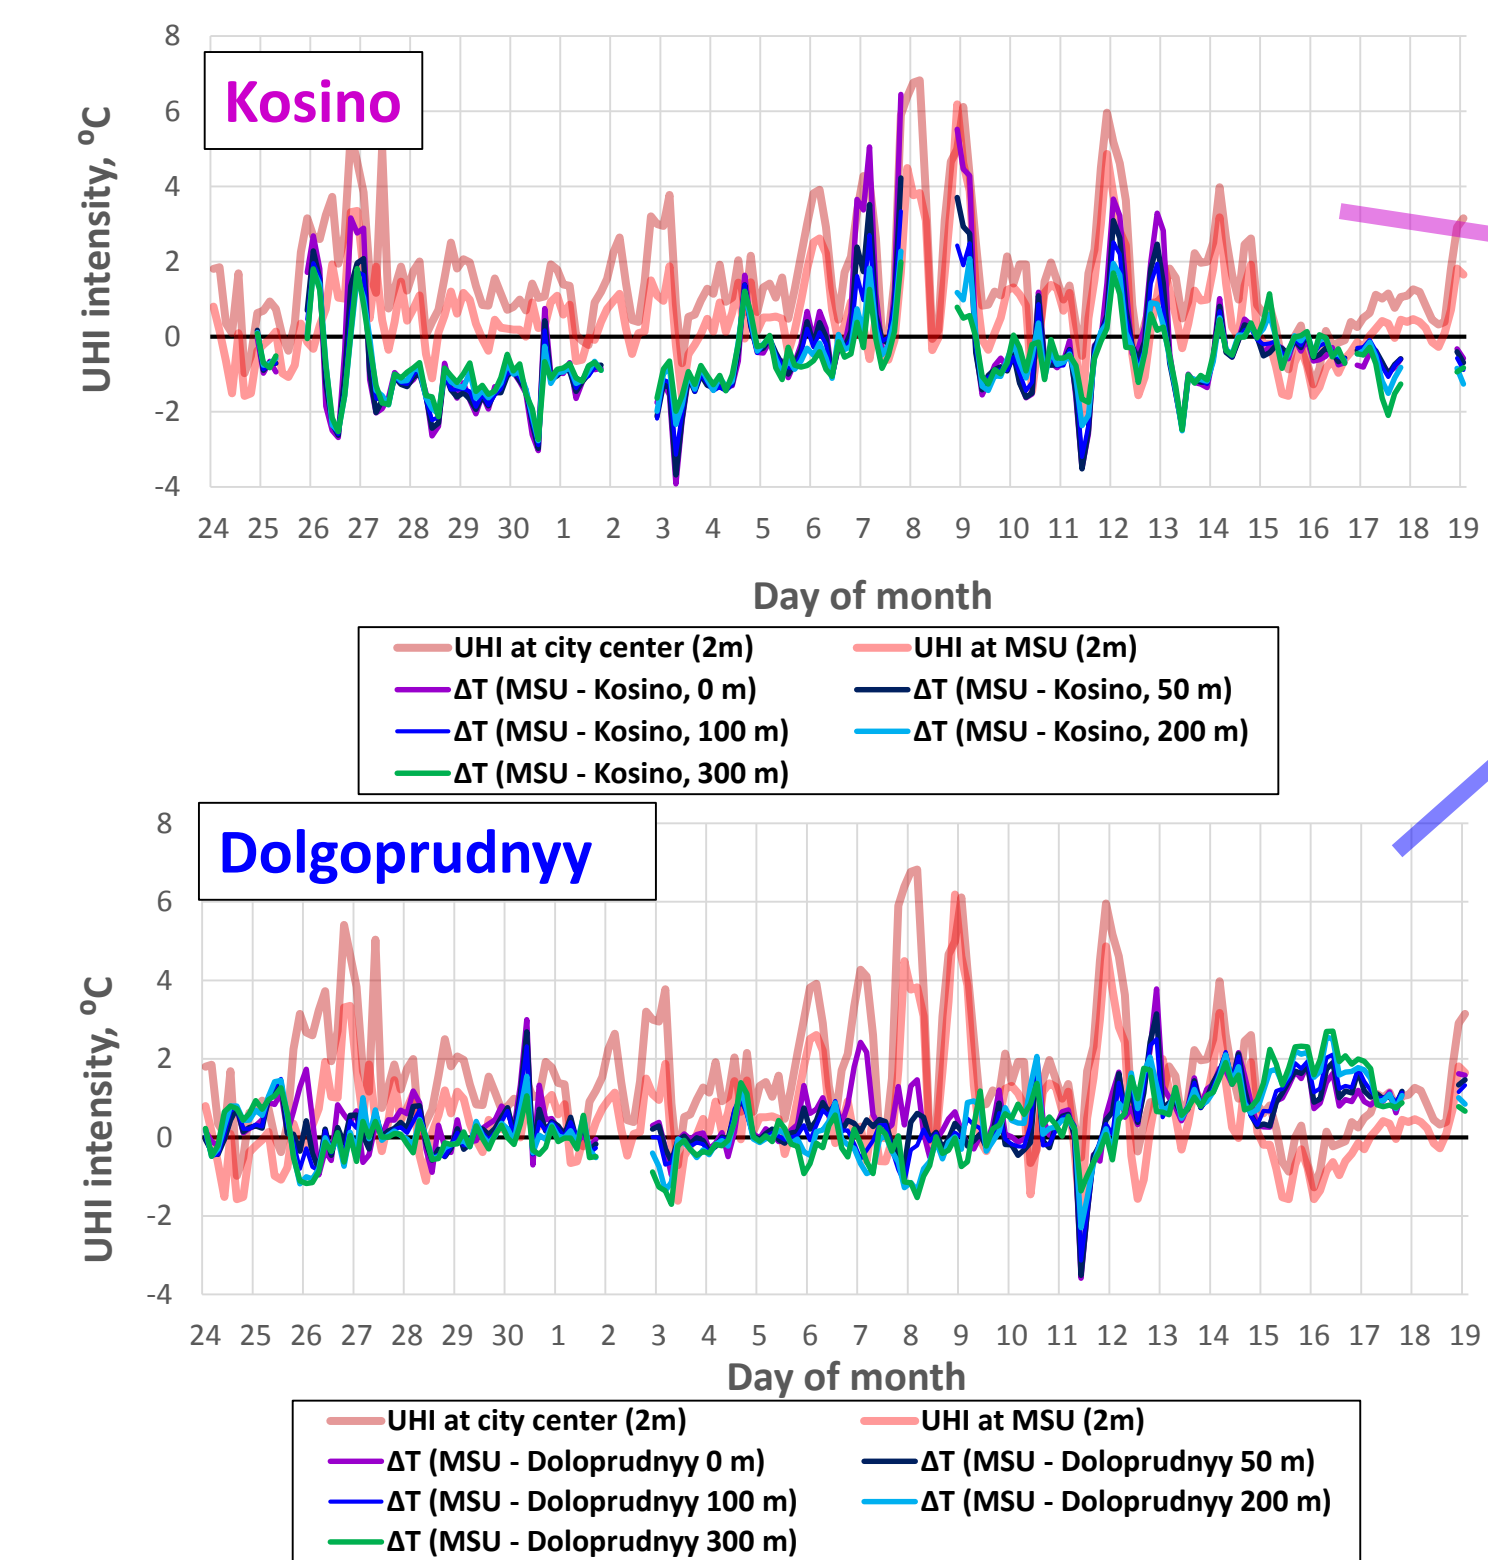 Kosino
UHI intensity, ⁰C
8
6
4
2
0
-2
-4
24 25 26 27 28 29 30 1 2 3 4 5 6 7 8 9 10 11 12 13 14 15 16 17 18 19
Day of month
UHI at city center (2m) UHI at MSU (2m)
ΔT (MSU - Kosino, 0 m) ΔT (MSU - Kosino, 50 m)
ΔT (MSU - Kosino, 100 m) ΔT (MSU - Kosino, 200 m)
ΔT (MSU - Kosino, 300 m)
Dolgoprudnyy
UHI intensity, ⁰C
8
6
4
2
0
-2
-4
24 25 26 27 28 29 30 1 2 3 4 5 6 7 8 9 10 11 12 13 14 15 16 17 18 19
Day of month
UHI at city center (2m) UHI at MSU (2m)
ΔT (MSU - Doloprudnyy 0 m) ΔT (MSU - Doloprudnyy 50 m)
ΔT (MSU - Doloprudnyy 100 m) ΔT (MSU - Doloprudnyy 200 m)
ΔT (MSU - Doloprudnyy 300 m)